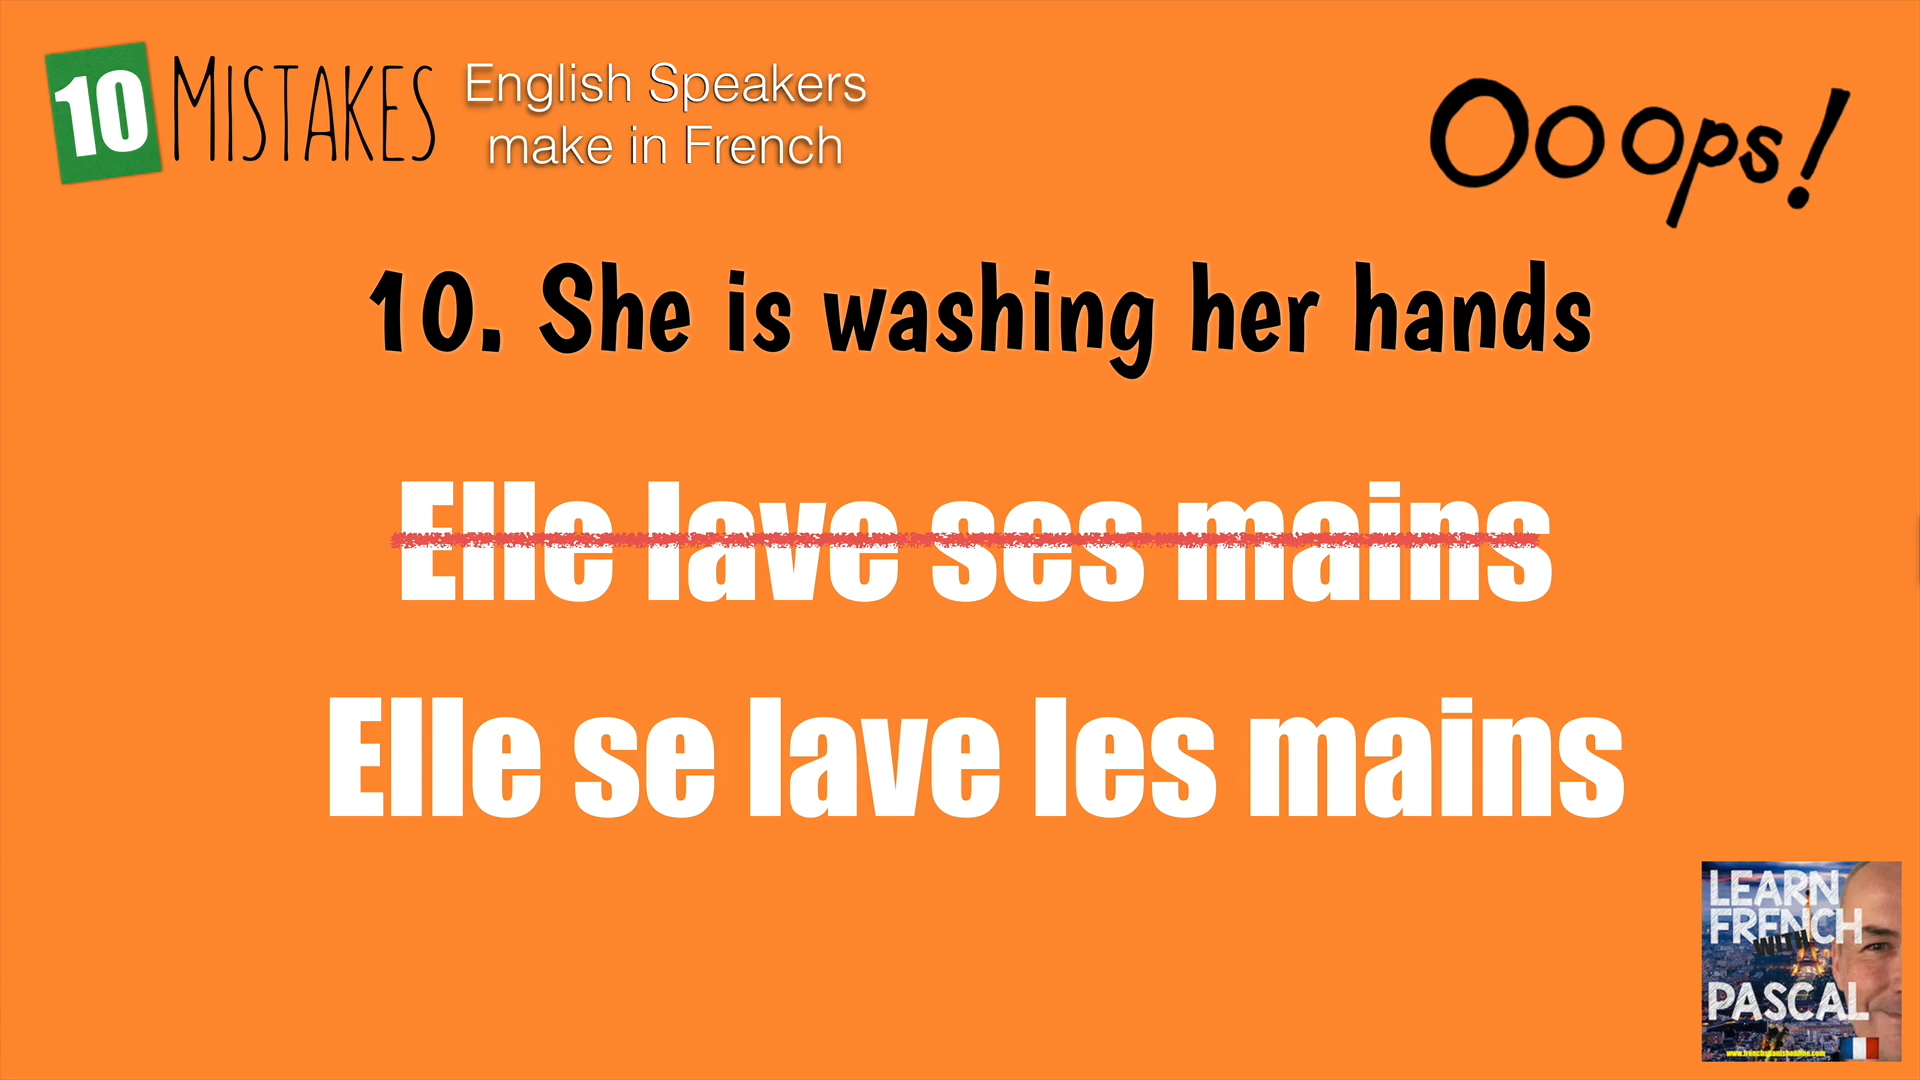 10 MISTAKES
English Speakers
make in French
Ooops!
10. She is washing her hands
Elle lave ses mains
Elle se lave les mains
LEARN
FRENCH
WITH
PASCAL